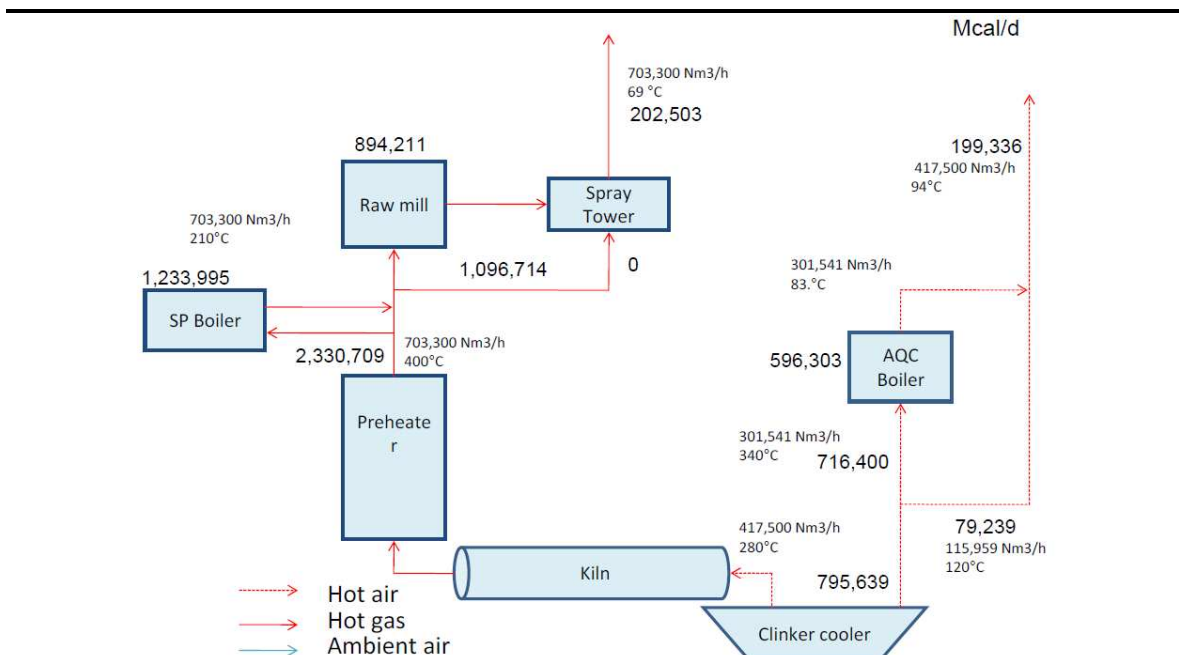 Mcal/d
703,300 Nm3/h
69 °C
202,503
894,211
Raw mill
Spray
Tower
199,336
417,500 Nm3/h
94°C
703,300 Nm3/h
210°C
1,233,995
SP Boiler
1,096,714
0
301,541 Nm3/h
83.°C
2,330,709
703,300 Nm3/h
400°C
596,303
AQC
Boiler
Preheate
r
301,541 Nm3/h
340°C
716,400
417,500 Nm3/h
280°C
79,239
115,959 Nm3/h
120°C
Kiln
795,639
Hot air
Hot gas
Ambient air
Clinker cooler